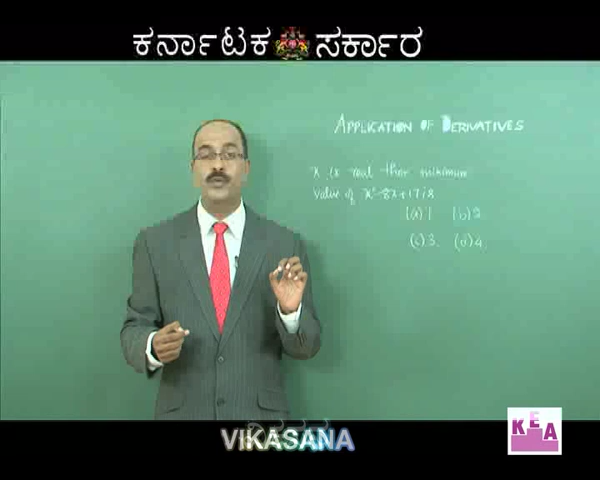 ಕರ್ನಾಟಕ ಸರ್ಕಾರ
APPLICATION OF DERIVATIVES
x is real then minimum
value of x²-8x+17 is
(a) 1 (b) 2
(c) 3. (d) 4
VIKASANA
KEA